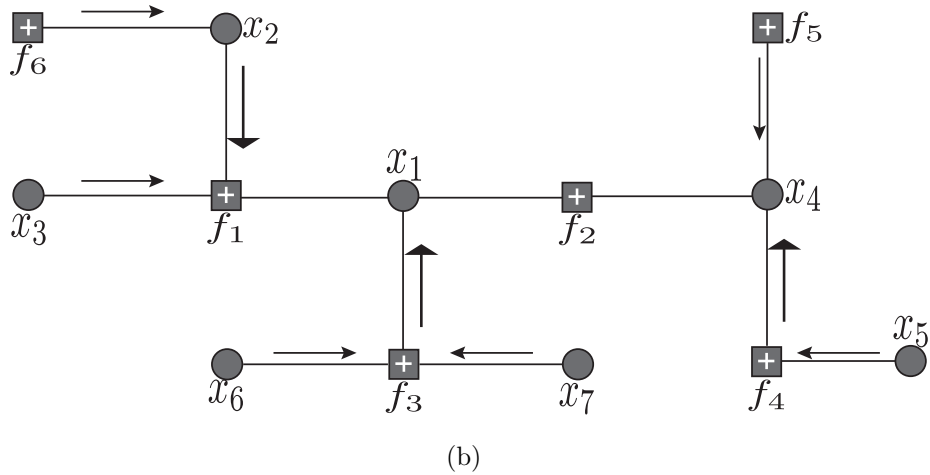 x₂ f₅
f₆
x₁
x₄
x₃ f₁ f₂
x₅
x₆ f₃ x₇ f₄
(b)